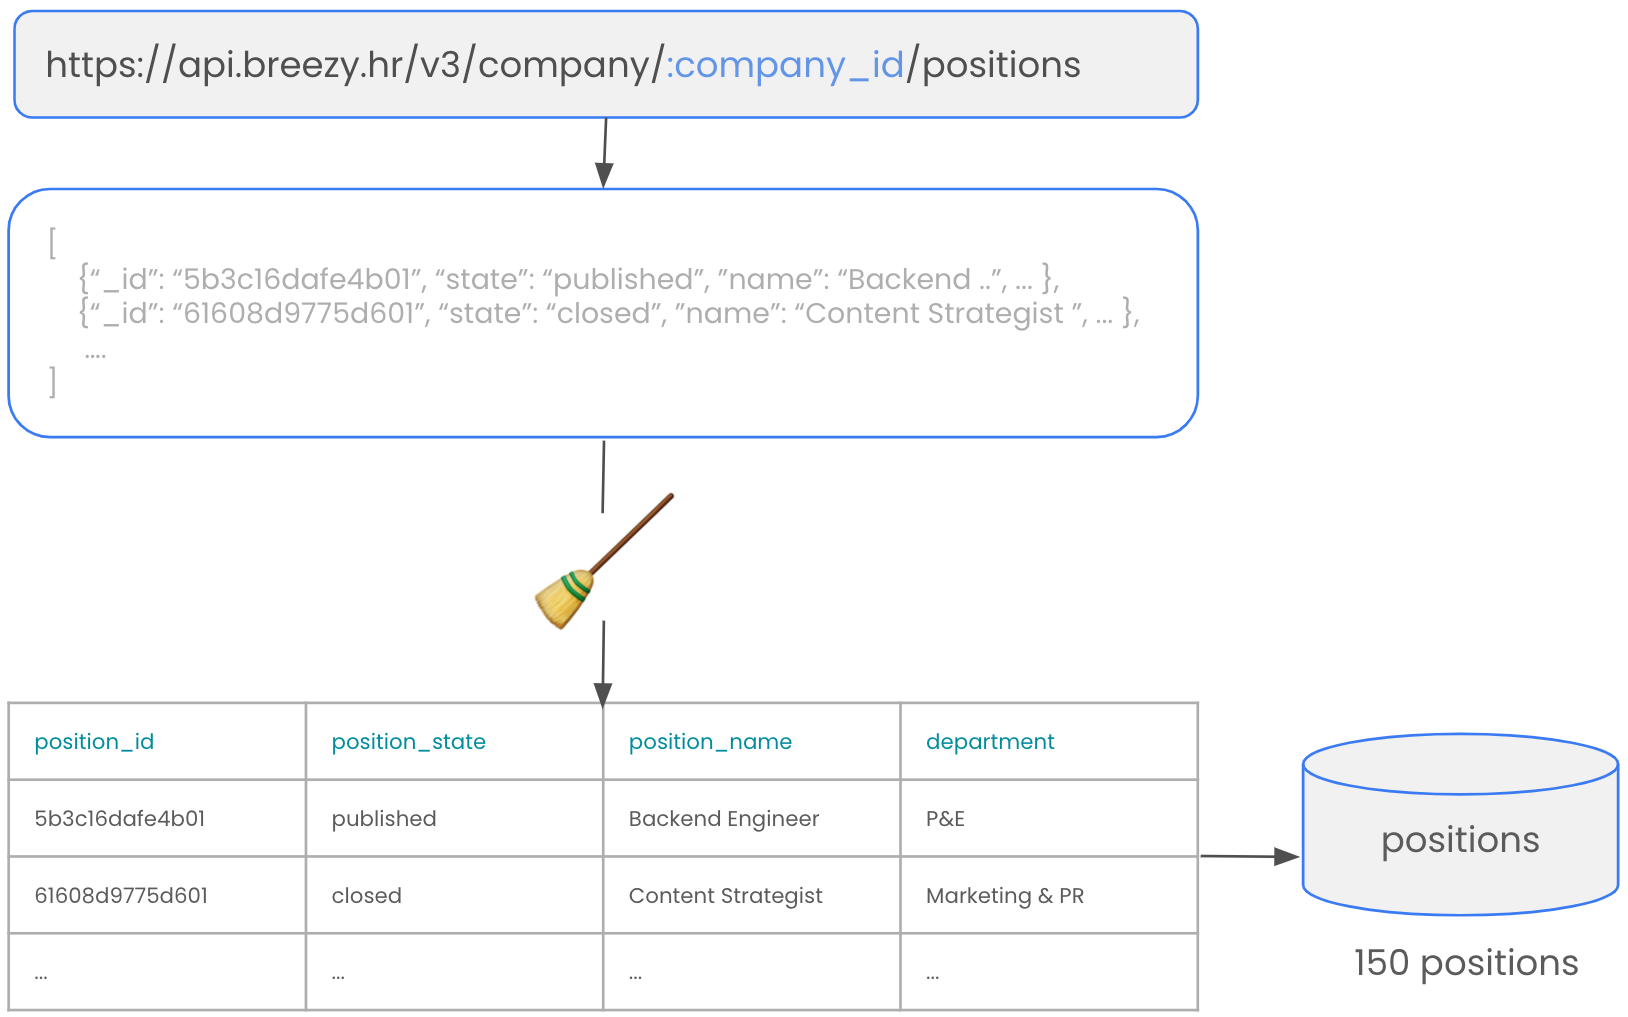 https://api.breezy.hr/v3/company/:company_id/positions
[
{“_id”: “5b3c16dafe4b01”, “state”: “published”, ”name”: “Backend ..”, ... },
{“_id”: “61608d9775d601”, “state”: “closed”, ”name”: “Content Strategist ”, ... },
....
]
position_id position_state position_name department
5b3c16dafe4b01 published Backend Engineer P&E
61608d9775d601 closed Content Strategist Marketing & PR
... ... ... ...
positions
150 positions